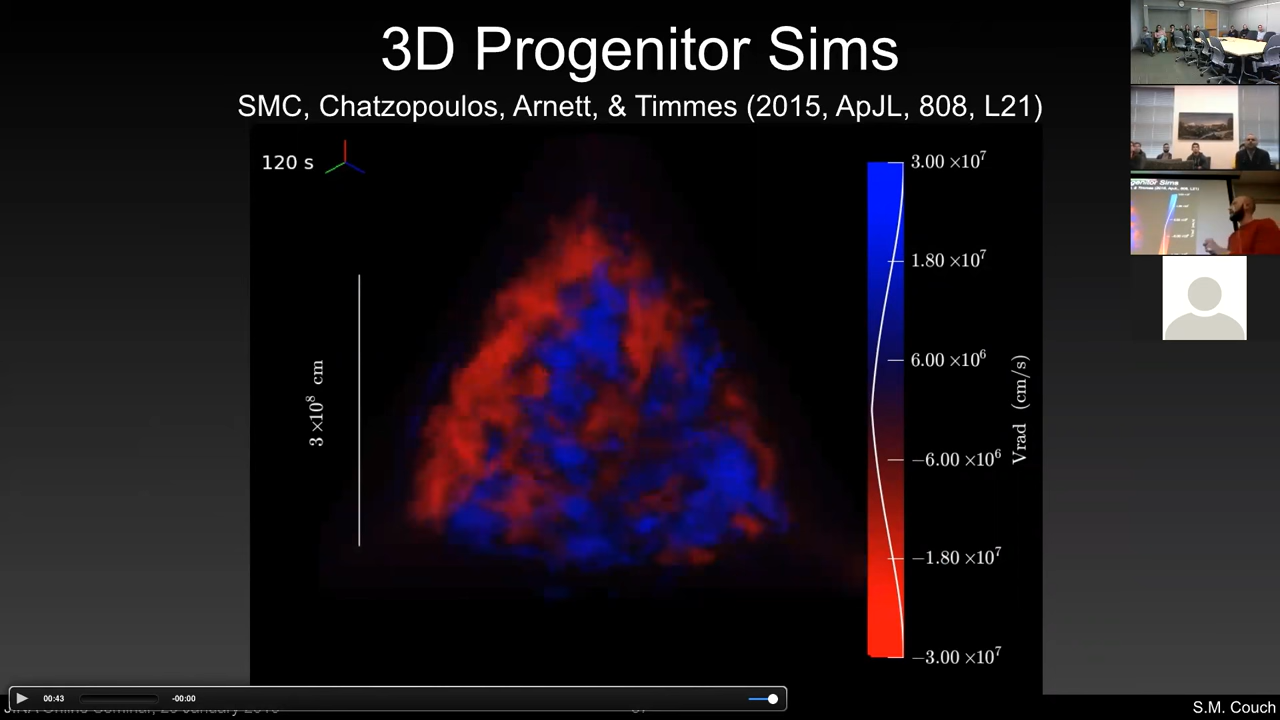 3D Progenitor Sims
SMC, Chatzopoulos, Arnett, & Timmes (2015, ApJL, 808, L21)
120 s
3 ×10⁸ cm
3.00 ×10⁷
1.80 ×10⁷
6.00 ×10⁶
−6.00 ×10⁶
−1.80 ×10⁷
−3.00 ×10⁷
Vrad (cm/s)
00:43
-00:00
S.M. Couch